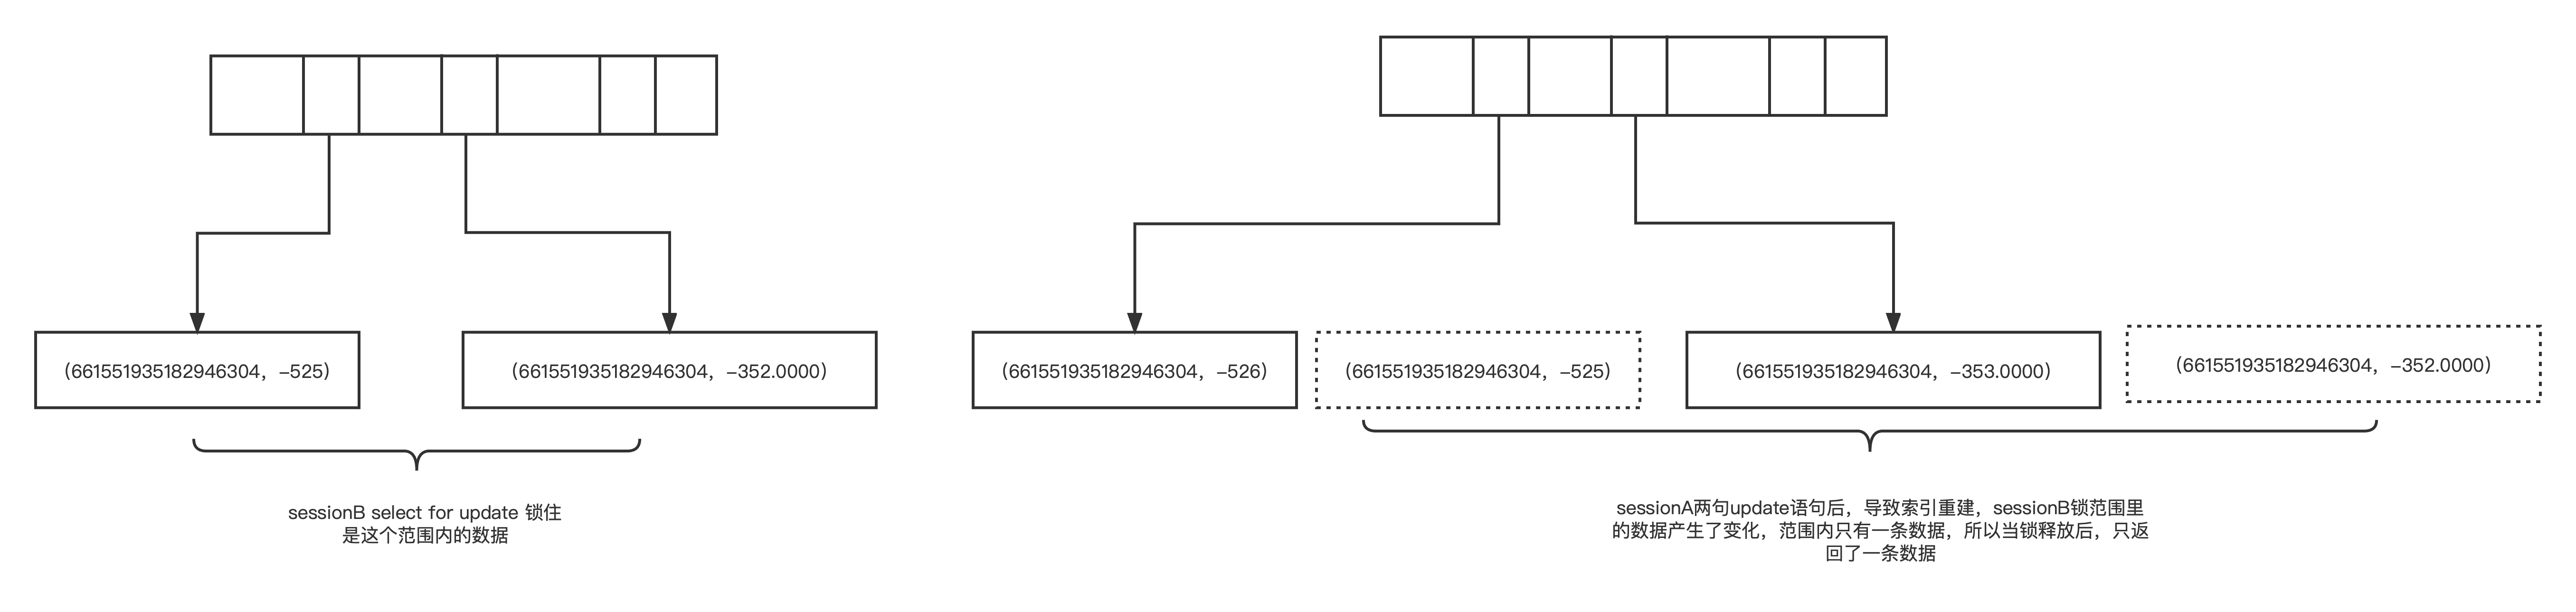 (661551935182946304，-525)
(661551935182946304，-352.0000)
sessionB select for update 锁住
是这个范围内的数据
(661551935182946304，-526)
(661551935182946304，-525)
(661551935182946304，-353.0000)
(661551935182946304，-352.0000)
sessionA两句update语句后，导致索引重建，sessionB锁范围里
的数据产生了变化，范围内只有一条数据，所以当锁释放后，只返
回了一条数据